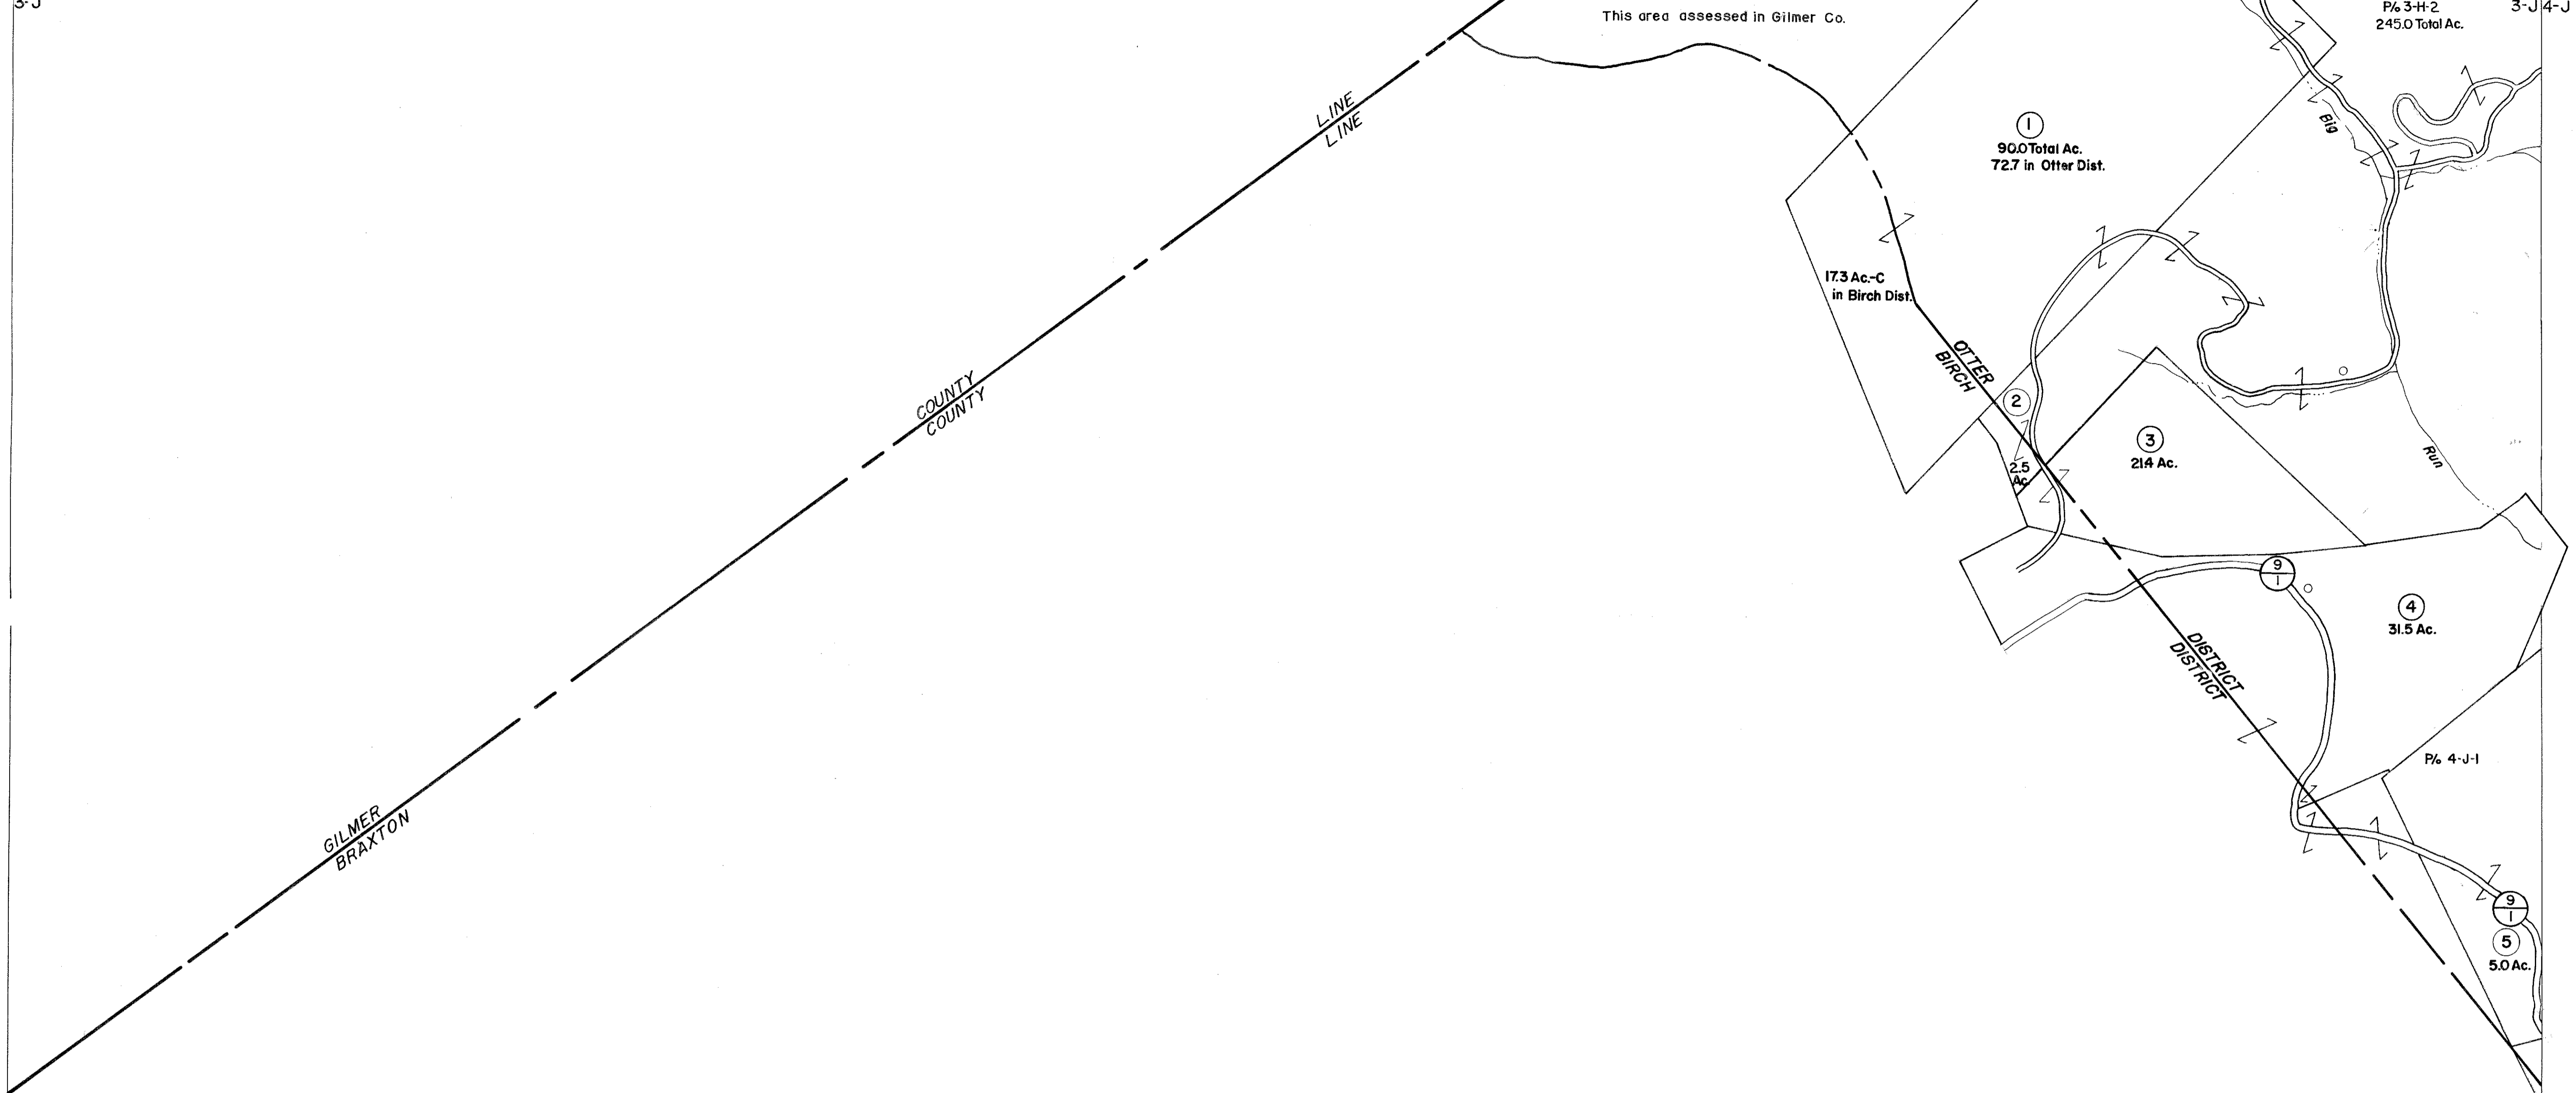 3-J
This area assessed in Gilmer Co.
P/o 3-H-2
245.0 Total Ac.
3-J
4-J
LINE
LINE
Big
1
90.0 Total Ac.
72.7 in Otter Dist.
17.3 Ac.-C
in Birch Dist.
OTTER
BIRCH
COUNTY
COUNTY
2
2.5
Ac.
3
21.4 Ac.
Run
9
1
4
31.5 Ac.
DISTRICT
DISTRICT
P/o 4-J-1
GILMER
BRAXTON
9
1
5
5.0 Ac.